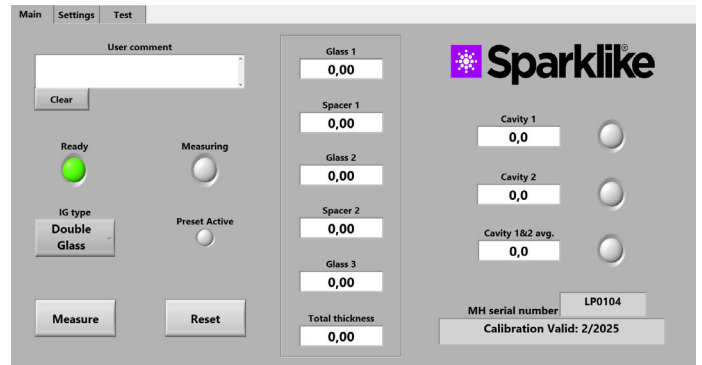 Main Settings Test
User comment
Clear
Ready
Measuring
IG type
Double
Glass
Preset Active
Measure
Reset
Glass 1
0,00
Spacer 1
0,00
Glass 2
0,00
Spacer 2
0,00
Glass 3
0,00
Total thickness
0,00
Sparklike®
Cavity 1
0,0
Cavity 2
0,0
Cavity 1&2 avg.
0,0
MH serial number LP0104
Calibration Valid: 2/2025